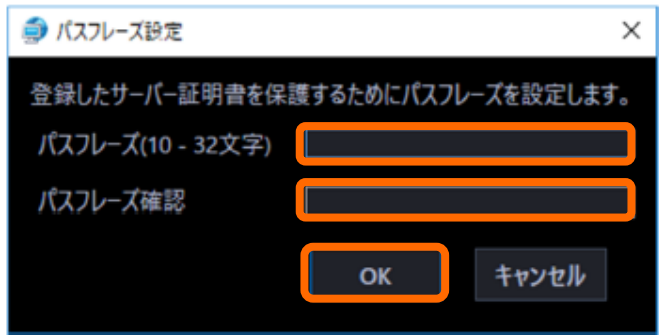 パスフレーズ設定
登録したサーバー証明書を保護するためにパスフレーズを設定します。
パスフレーズ(10 - 32文字)
パスフレーズ確認
OK キャンセル